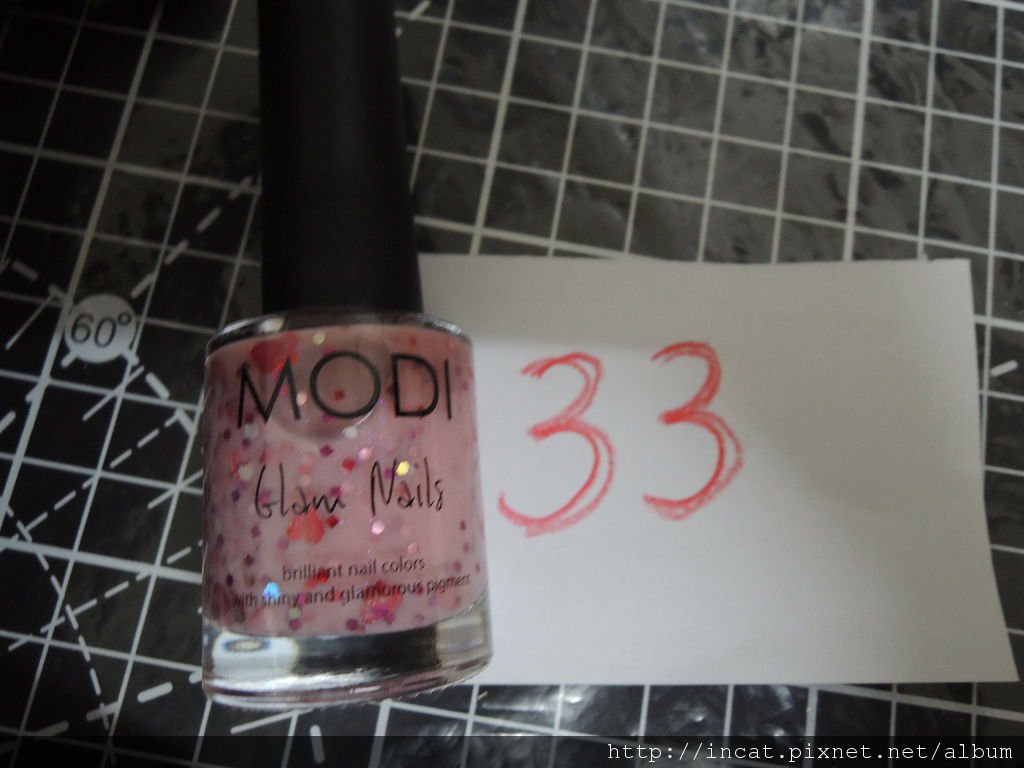 60°
MODI
Glam Nails
brilliant nail colors
with shiny and glamorous pigment
33
http://incat.pixnet.net/album